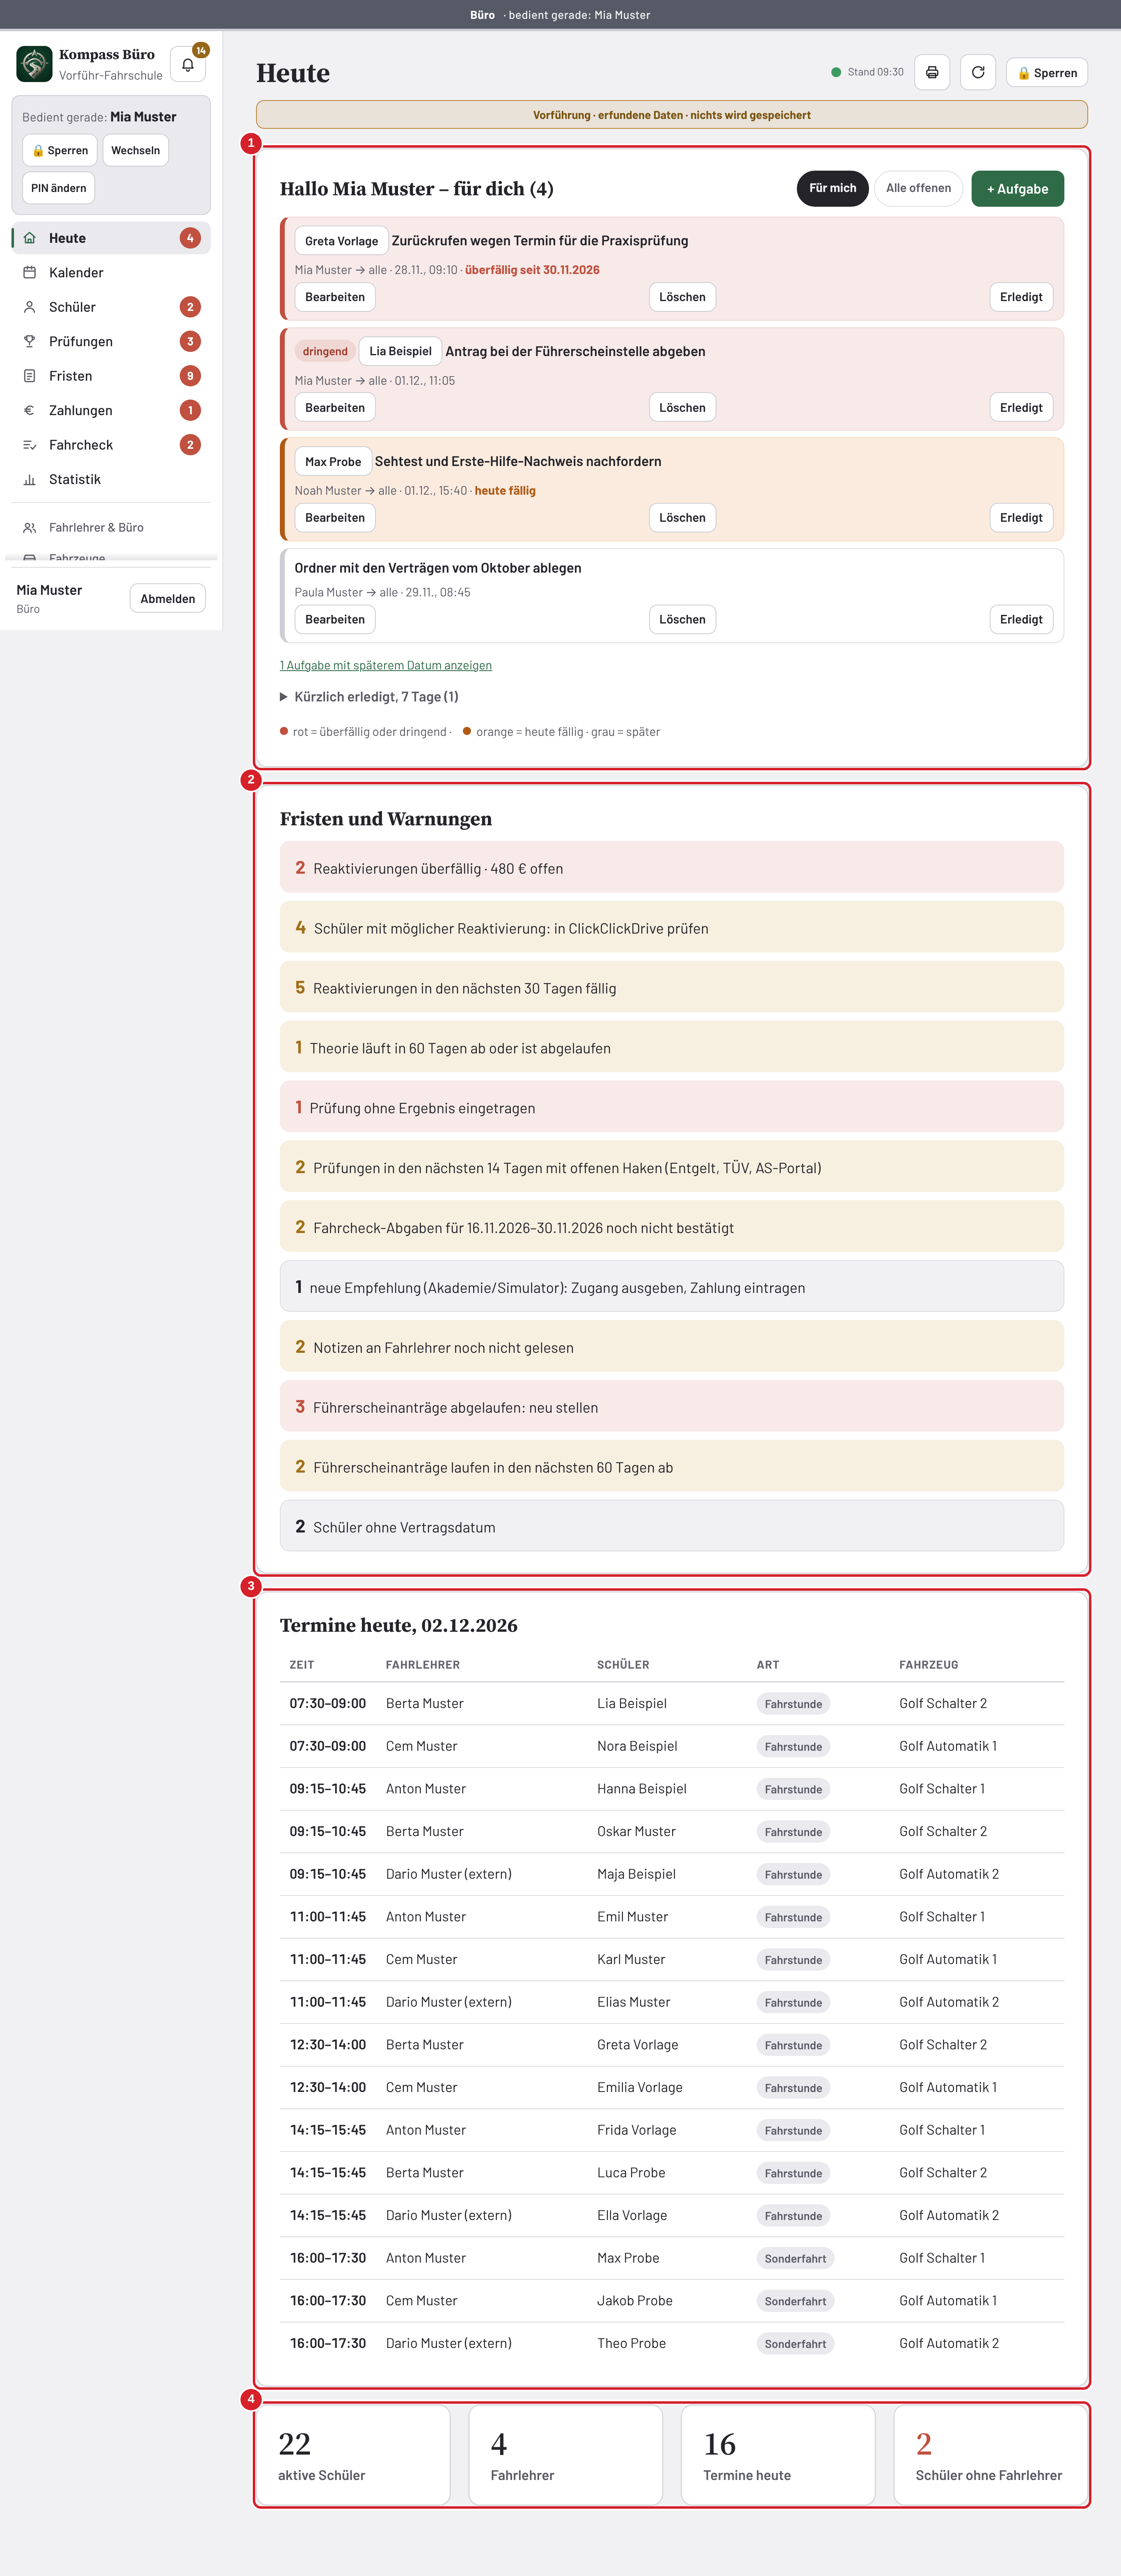 Büro · bedient gerade: Mia Muster
Kompass Büro
Vorführ-Fahrschule
14
Bedient gerade: Mia Muster
🔒 Sperren
Wechseln
PIN ändern
Heute 4
Kalender
Schüler 2
Prüfungen 3
Fristen 9
Zahlungen 1
Fahrcheck 2
Statistik
Fahrlehrer & Büro
Fahrzeuge
Mia Muster
Büro
Abmelden
Heute
Stand 09:30
🔒 Sperren
Vorführung · erfundene Daten · nichts wird gespeichert
1
Hallo Mia Muster – für dich (4)
Für mich
Alle offenen
+ Aufgabe
Greta Vorlage Zurückrufen wegen Termin für die Praxisprüfung
Mia Muster → alle · 28.11., 09:10 · überfällig seit 30.11.2026
Bearbeiten Löschen Erledigt
dringend Lia Beispiel Antrag bei der Führerscheinstelle abgeben
Mia Muster → alle · 01.12., 11:05
Bearbeiten Löschen Erledigt
Max Probe Sehtest und Erste-Hilfe-Nachweis nachfordern
Noah Muster → alle · 01.12., 15:40 · heute fällig
Bearbeiten Löschen Erledigt
Ordner mit den Verträgen vom Oktober ablegen
Paula Muster → alle · 29.11., 08:45
Bearbeiten Löschen Erledigt
1 Aufgabe mit späterem Datum anzeigen
▶ Kürzlich erledigt, 7 Tage (1)
rot = überfällig oder dringend · orange = heute fällig · grau = später
2
Fristen und Warnungen
2 Reaktivierungen überfällig · 480 € offen
4 Schüler mit möglicher Reaktivierung: in ClickClickDrive prüfen
5 Reaktivierungen in den nächsten 30 Tagen fällig
1 Theorie läuft in 60 Tagen ab oder ist abgelaufen
1 Prüfung ohne Ergebnis eingetragen
2 Prüfungen in den nächsten 14 Tagen mit offenen Haken (Entgelt, TÜV, AS-Portal)
2 Fahrcheck-Abgaben für 16.11.2026–30.11.2026 noch nicht bestätigt
1 neue Empfehlung (Akademie/Simulator): Zugang ausgeben, Zahlung eintragen
2 Notizen an Fahrlehrer noch nicht gelesen
3 Führerscheinanträge abgelaufen: neu stellen
2 Führerscheinanträge laufen in den nächsten 60 Tagen ab
2 Schüler ohne Vertragsdatum
3
Termine heute, 02.12.2026
ZEIT FAHRLEHRER SCHÜLER ART FAHRZEUG
07:30–09:00 Berta Muster Lia Beispiel Fahrstunde Golf Schalter 2
07:30–09:00 Cem Muster Nora Beispiel Fahrstunde Golf Automatik 1
09:15–10:45 Anton Muster Hanna Beispiel Fahrstunde Golf Schalter 1
09:15–10:45 Berta Muster Oskar Muster Fahrstunde Golf Schalter 2
09:15–10:45 Dario Muster (extern) Maja Beispiel Fahrstunde Golf Automatik 2
11:00–11:45 Anton Muster Emil Muster Fahrstunde Golf Schalter 1
11:00–11:45 Cem Muster Karl Muster Fahrstunde Golf Automatik 1
11:00–11:45 Dario Muster (extern) Elias Muster Fahrstunde Golf Automatik 2
12:30–14:00 Berta Muster Greta Vorlage Fahrstunde Golf Schalter 2
12:30–14:00 Cem Muster Emilia Vorlage Fahrstunde Golf Automatik 1
14:15–15:45 Anton Muster Frida Vorlage Fahrstunde Golf Schalter 1
14:15–15:45 Berta Muster Luca Probe Fahrstunde Golf Schalter 2
14:15–15:45 Dario Muster (extern) Ella Vorlage Fahrstunde Golf Automatik 2
16:00–17:30 Anton Muster Max Probe Sonderfahrt Golf Schalter 1
16:00–17:30 Cem Muster Jakob Probe Sonderfahrt Golf Automatik 1
16:00–17:30 Dario Muster (extern) Theo Probe Sonderfahrt Golf Automatik 2
4
22 4 16 2
aktive Schüler Fahrlehrer Termine heute Schüler ohne Fahrlehrer